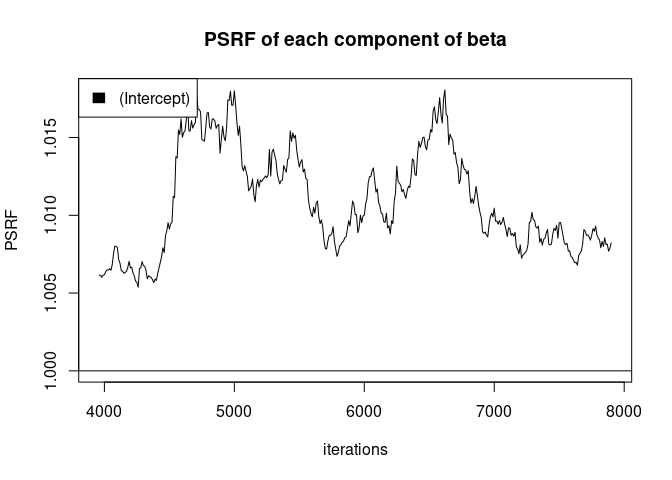 PSRF of each component of beta
(Intercept)
PSRF
1.015
1.010
1.005
1.000
4000 5000 6000 7000 8000
iterations